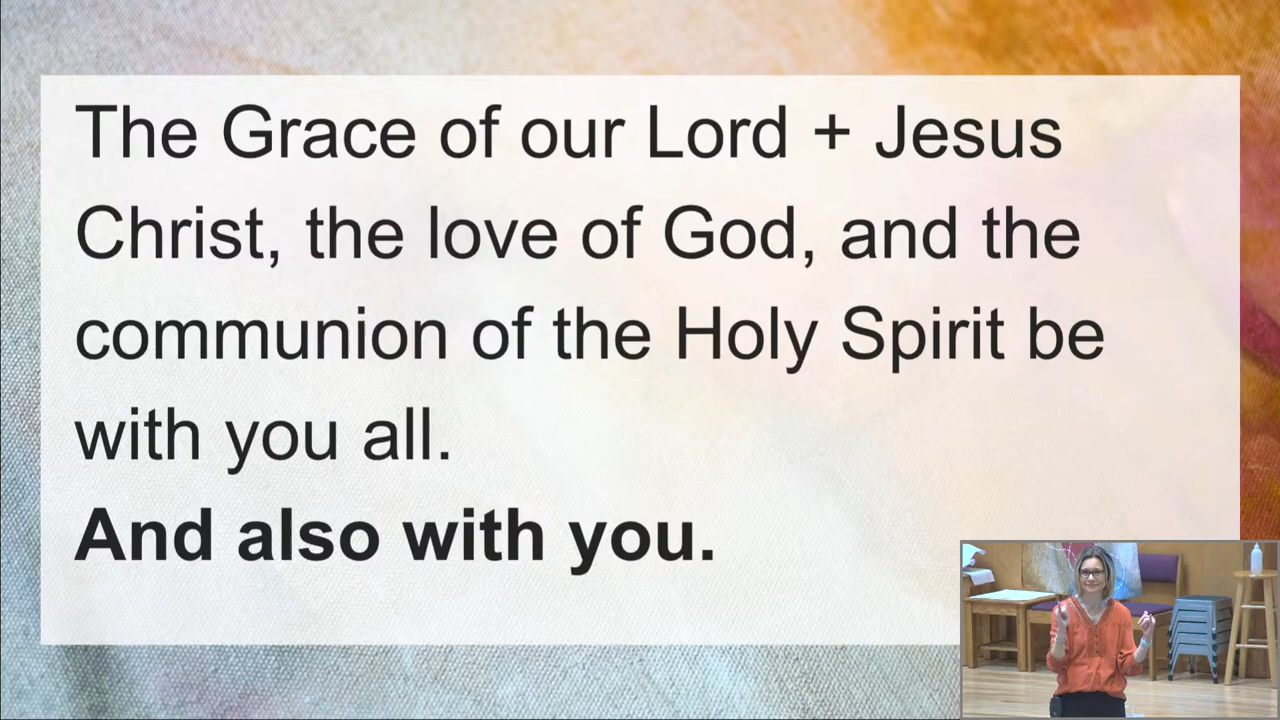 The Grace of our Lord + Jesus
Christ, the love of God, and the
communion of the Holy Spirit be
with you all.
And also with you.